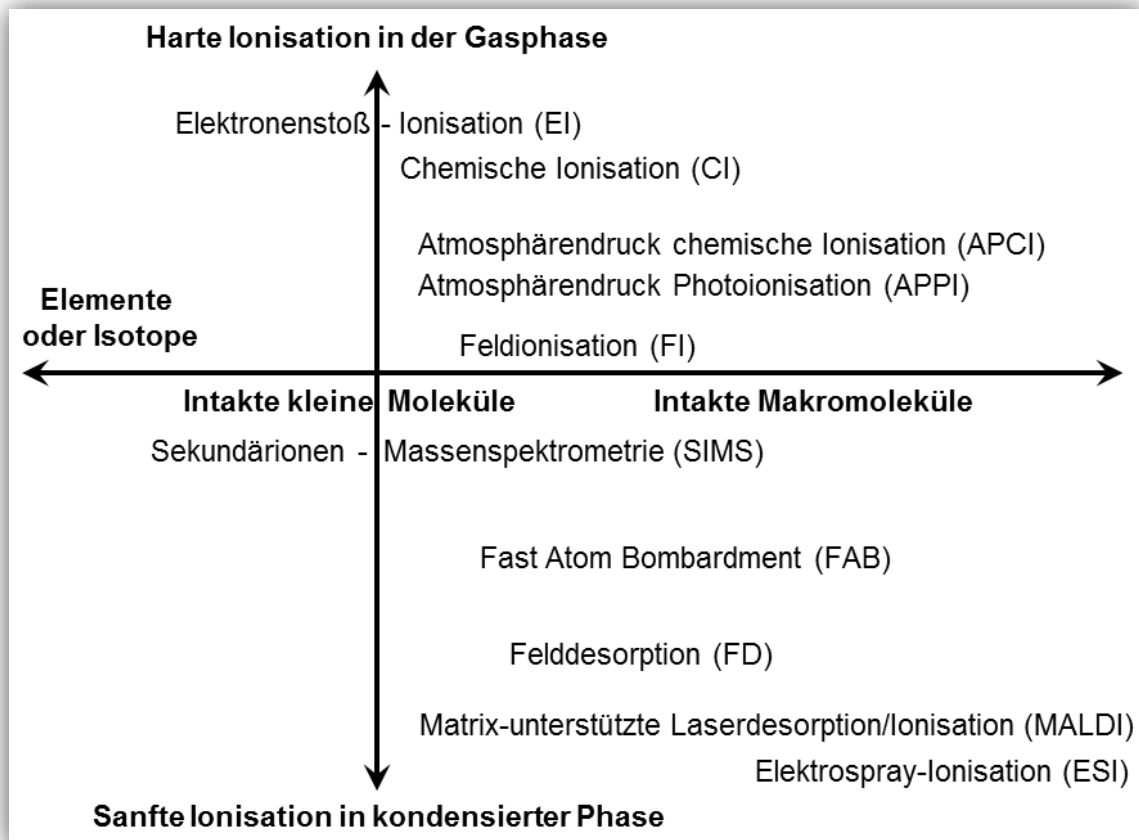 Harte Ionisation in der Gasphase
Elektronenstoß - Ionisation (EI)
Chemische Ionisation (CI)
Atmosphärendruck chemische Ionisation (APCI)
Atmosphärendruck Photoionisation (APPI)
Elemente
oder Isotope
Feldionisation (FI)
Intakte kleine Moleküle
Intakte Makromoleküle
Sekundärionen - Massenspektrometrie (SIMS)
Fast Atom Bombardment (FAB)
Felddesorption (FD)
Matrix-unterstützte Laserdesorption/Ionisation (MALDI)
Elektrospray-Ionisation (ESI)
Sanfte Ionisation in kondensierter Phase